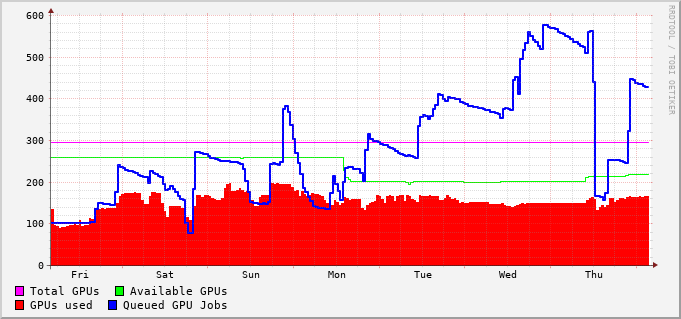 600
500
400
300
200
100
0
Fri Sat Sun Mon Tue Wed Thu
Total GPUs Available GPUs
GPUs used Queued GPU Jobs
RRDTOOL / TOBI OETIKER